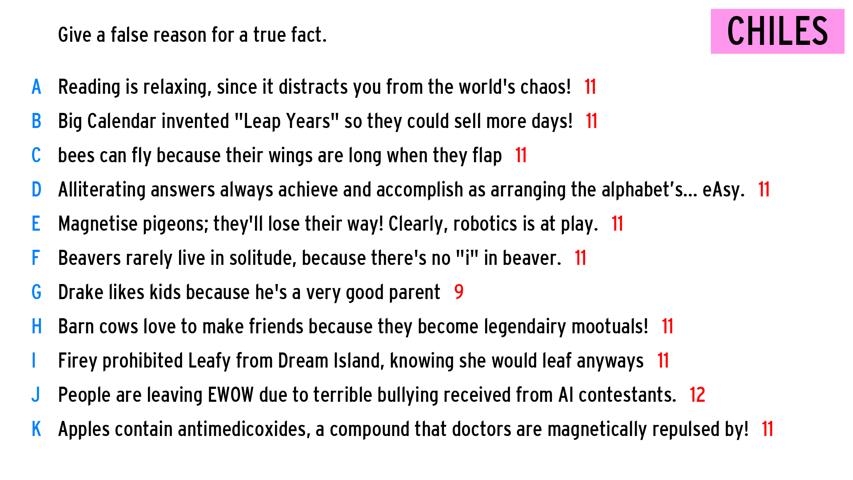 Give a false reason for a true fact.
CHILES
A Reading is relaxing, since it distracts you from the world's chaos! 11
B Big Calendar invented "Leap Years" so they could sell more days! 11
C bees can fly because their wings are long when they flap 11
D Alliterating answers always achieve and accomplish as arranging the alphabet’s... eAsy. 11
E Magnetise pigeons; they'll lose their way! Clearly, robotics is at play. 11
F Beavers rarely live in solitude, because there's no "i" in beaver. 11
G Drake likes kids because he's a very good parent 9
H Barn cows love to make friends because they become legendairy mootuals! 11
I Firey prohibited Leafy from Dream Island, knowing she would leaf anyways 11
J People are leaving EWOW due to terrible bullying received from AI contestants. 12
K Apples contain antimedicoxides, a compound that doctors are magnetically repulsed by! 11